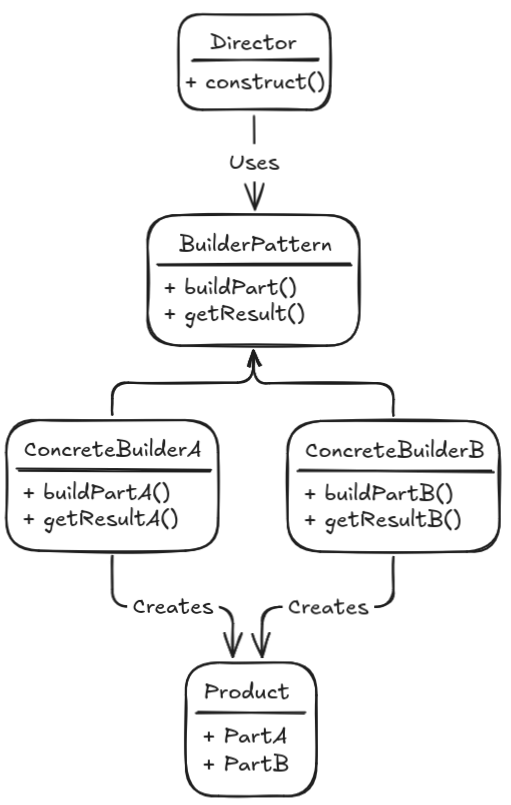 Director
+ construct()
Uses
BuilderPattern
+ buildPart()
+ getResult()
ConcreteBuilderA
+ buildPartA()
+ getResultA()
ConcreteBuilderB
+ buildPartB()
+ getResultB()
Creates
Creates
Product
+ PartA
+ PartB